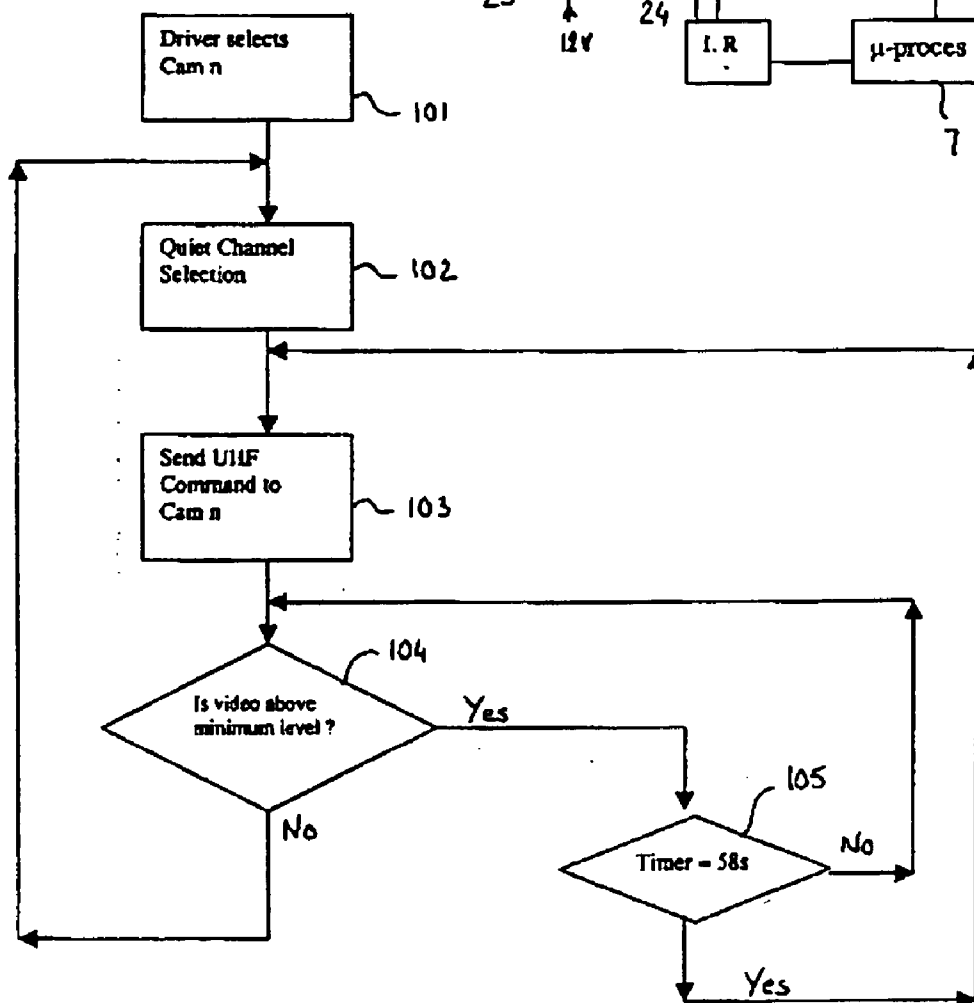 24
12V
I. R
μ-proces
7
Driver selects
Cam n
101
Quiet Channel
Selection
102
Send UHF
Command to
Cam n
103
Is video above
minimum level ?
104
Yes
No
Timer = 58s
105
No
Yes